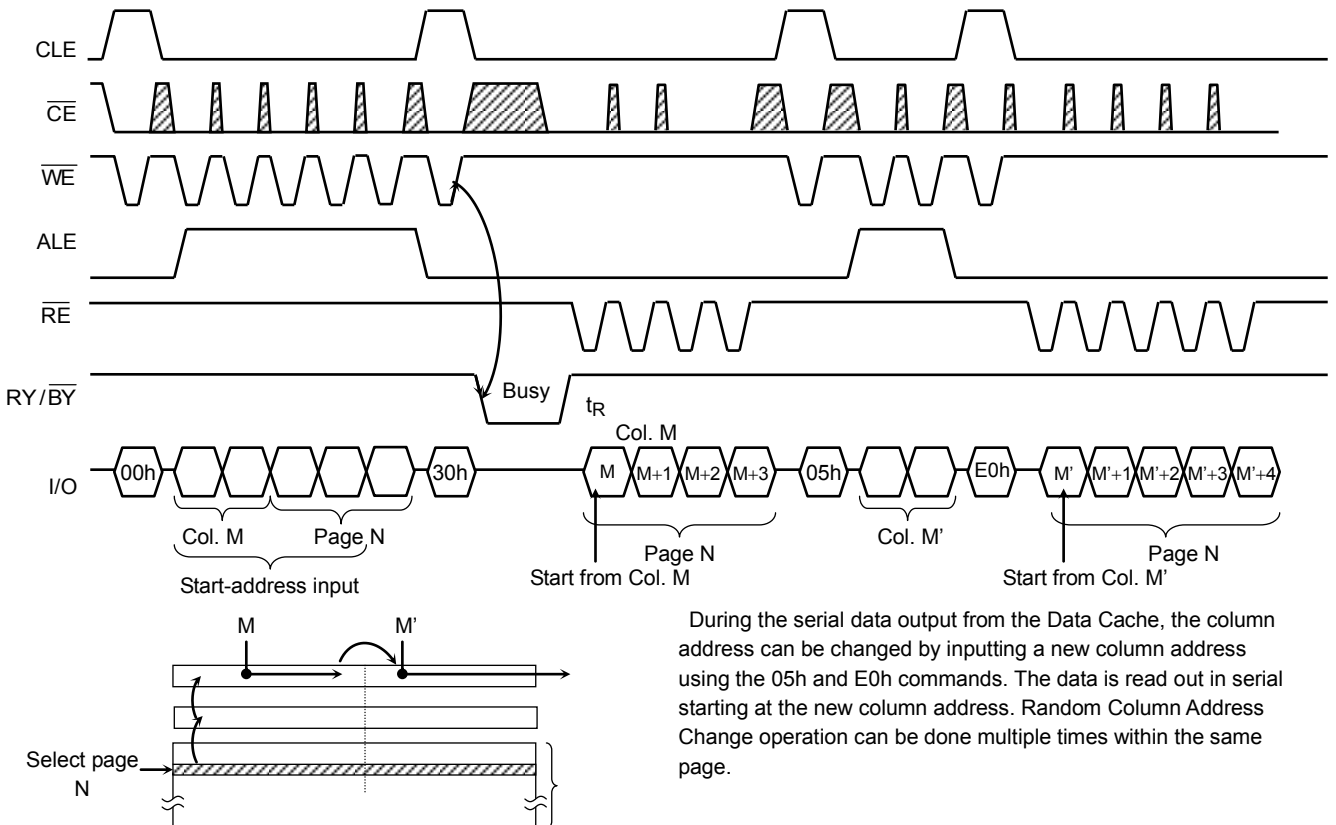 CLE
CE
WE
ALE
RE
RY/BY
Busy
tR
Col. M
I/O
00h
30h
M
M+1
M+2
M+3
05h
E0h
M'
M'+1
M'+2
M'+3
M'+4
Col. M
Page N
Start-address input
Page N
Start from Col. M
Col. M'
Page N
Start from Col. M'
M
M'
Select page
N
During the serial data output from the Data Cache, the column
address can be changed by inputting a new column address
using the 05h and E0h commands. The data is read out in serial
starting at the new column address. Random Column Address
Change operation can be done multiple times within the same
page.